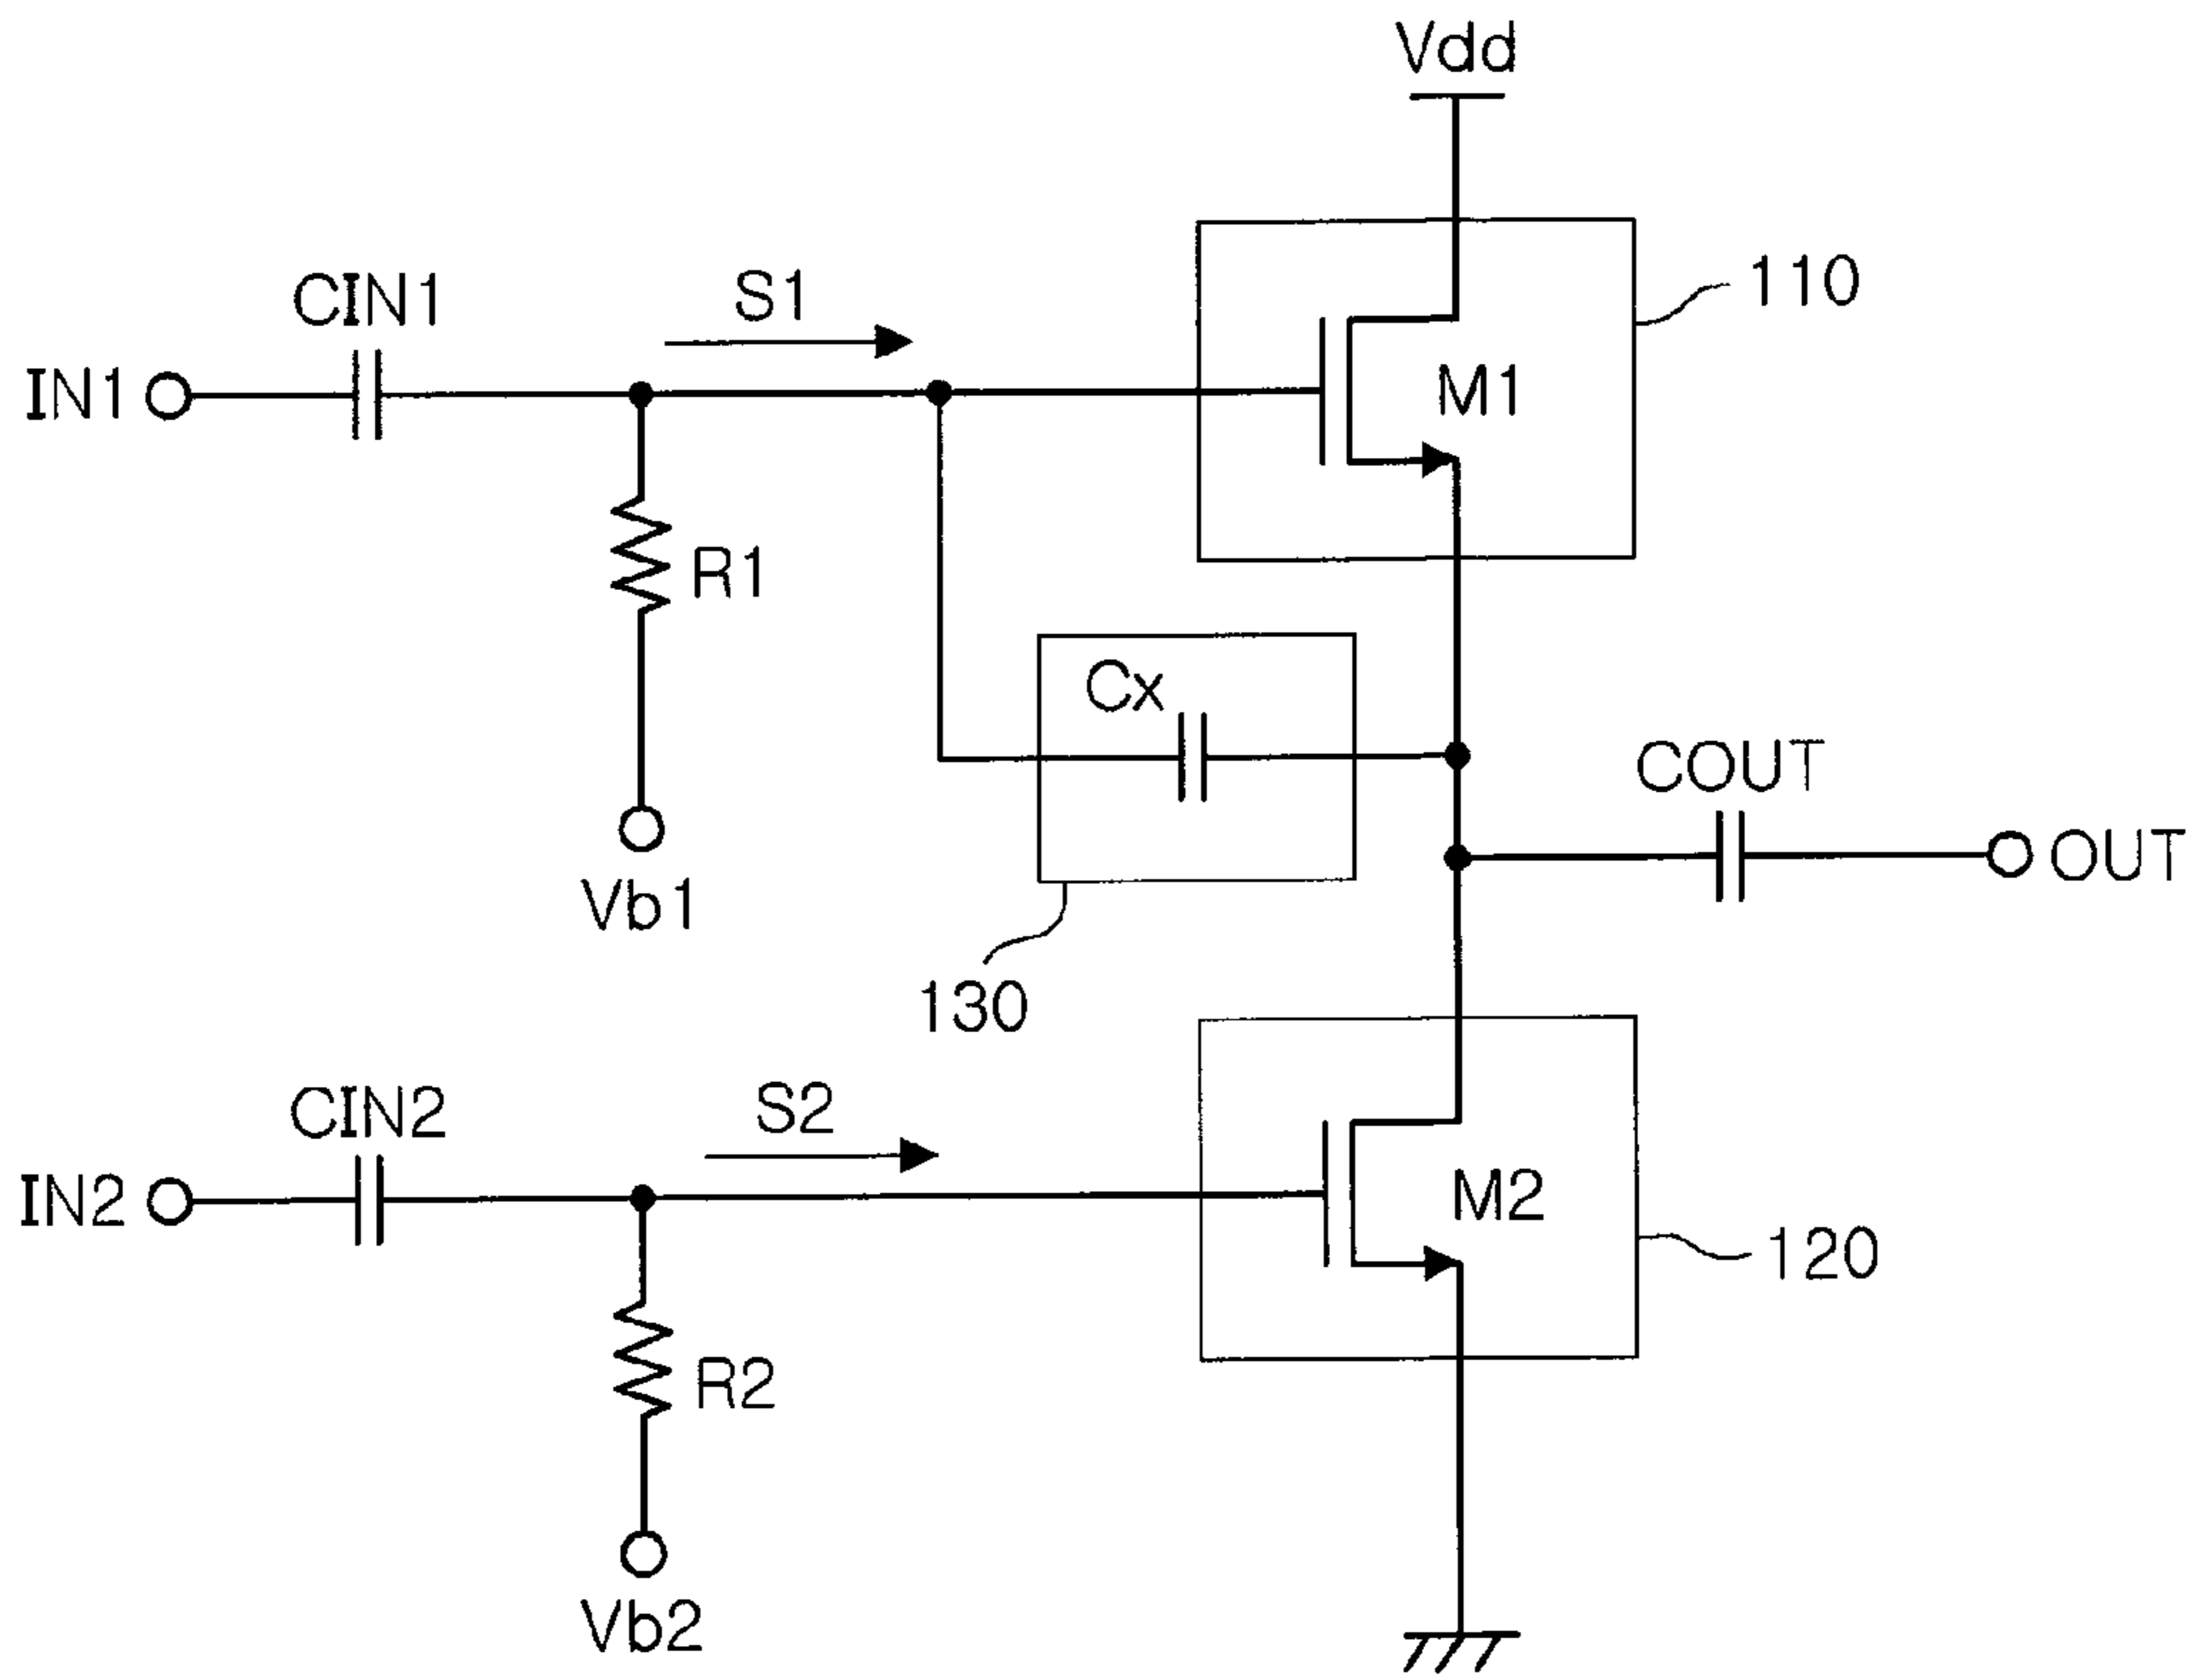 Vdd
110
CIN1
S1
IN1
M1
R1
Cx
COUT
OUT
Vb1
130
CIN2
S2
IN2
M2
120
R2
Vb2